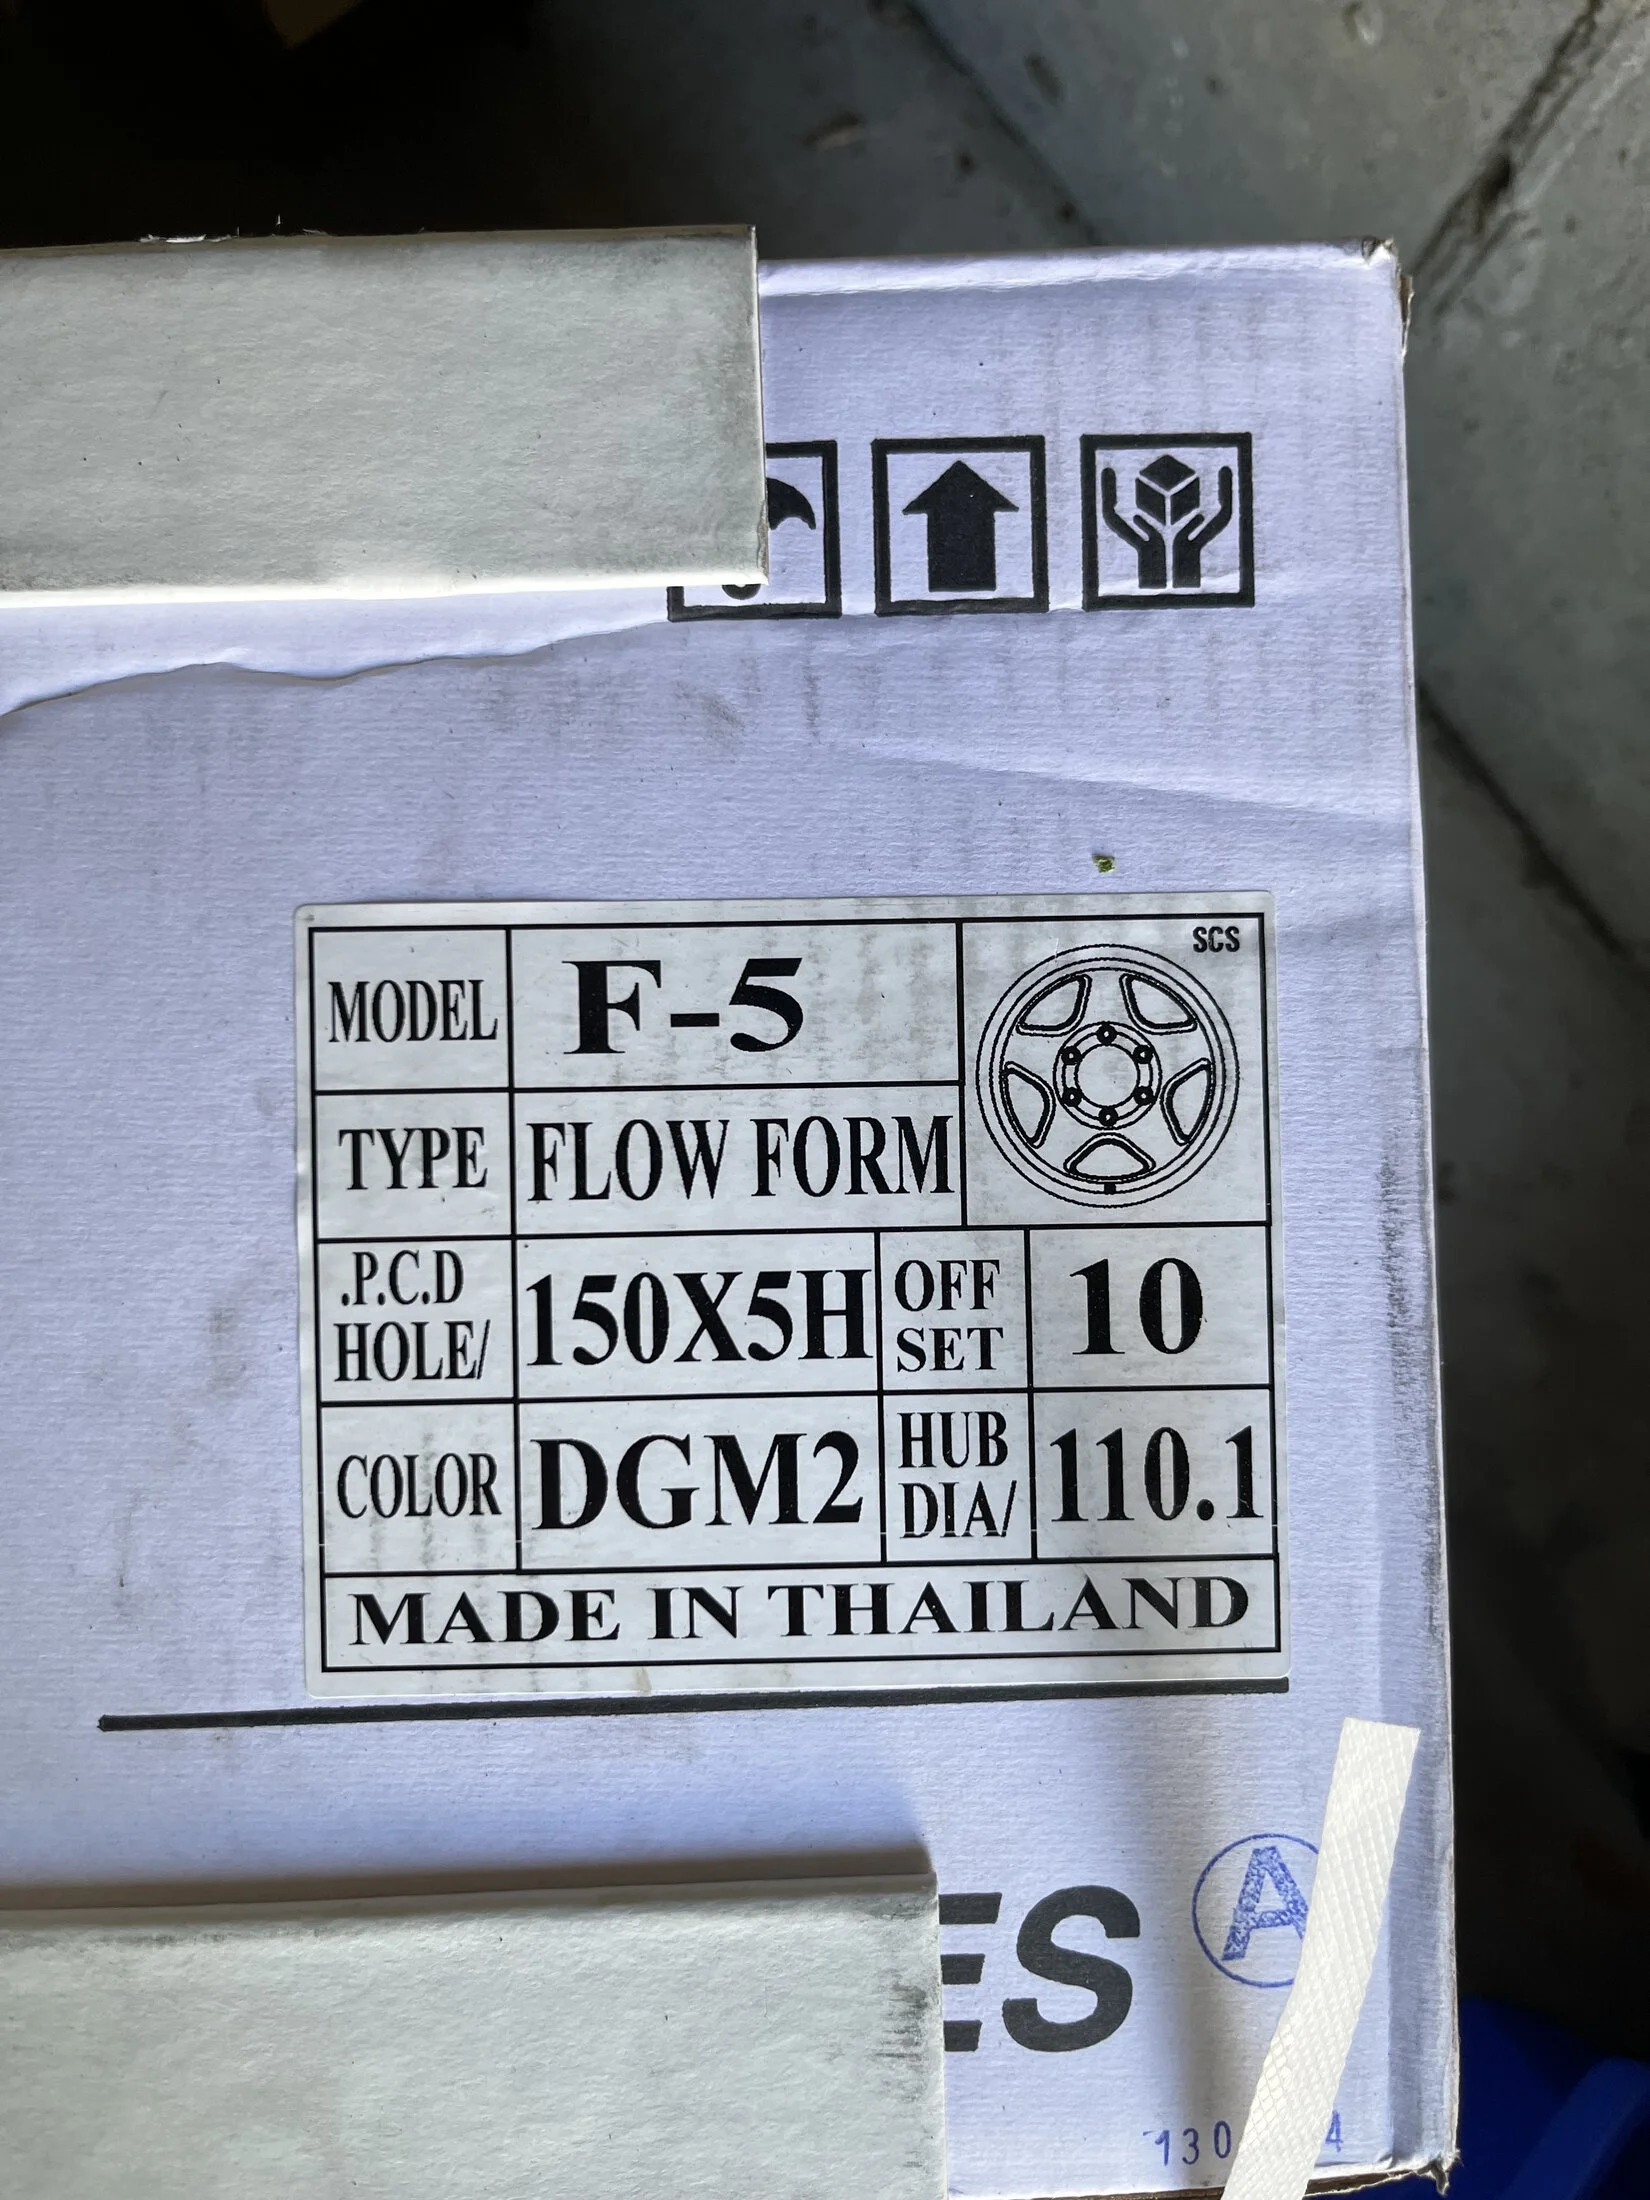 SCS
MODEL F-5
TYPE FLOW FORM
.P.C.D HOLE/ 150X5H OFF SET 10
COLOR DGM2 HUB DIA/ 110.1
MADE IN THAILAND
A
ES